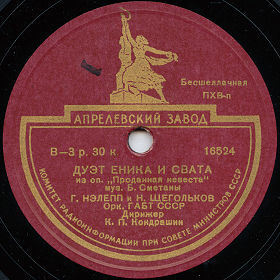 Бесшеллачная
ПХВ-п
АПРЕЛЕВСКИЙ ЗАВОД
В—3 р. 30 к 16524
ДУЭТ ЕНИКА И СВАТА
из оп. „Проданная невеста"
муз. Б. Сметаны
Г. НЭЛЕПП и Н. ЩЕГОЛЬКОВ
Орк. ГАБТ СССР
Дирижер
К. П. Кондрашин
КОМИТЕТ РАДИОИНФОРМАЦИИ ПРИ СОВЕТЕ МИНИСТРОВ СССР